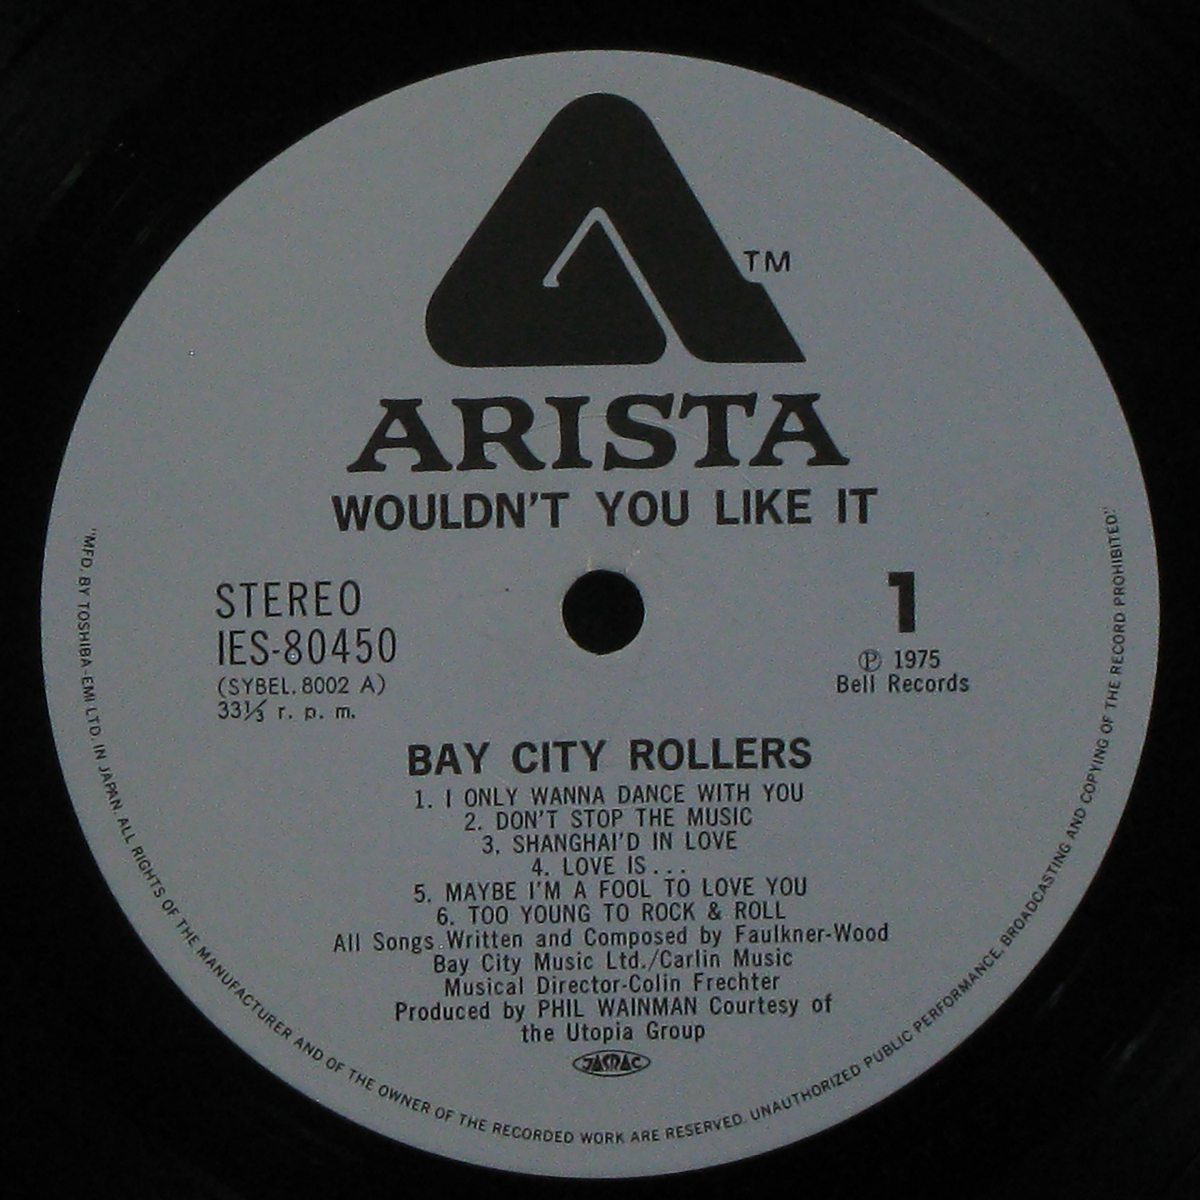 TM
ARISTA
WOULDN'T YOU LIKE IT
STEREO
IES-80450
(SYBEL. 8002 A)
33⅓ r. p. m.
1
℗ 1975
Bell Records
BAY CITY ROLLERS
1. I ONLY WANNA DANCE WITH YOU
2. DON'T STOP THE MUSIC
3. SHANGHAI'D IN LOVE
4. LOVE IS...
5. MAYBE I'M A FOOL TO LOVE YOU
6. TOO YOUNG TO ROCK & ROLL
All Songs Written and Composed by Faulkner-Wood
Bay City Music Ltd./Carlin Music
Musical Director-Colin Frechter
Produced by PHIL WAINMAN Courtesy of
the Utopia Group
JASRAC
"MFD. BY TOSHIBA-EMI LTD. IN JAPAN. ALL RIGHTS OF THE MANUFACTURER AND OF THE OWNER OF THE RECORDED WORK ARE RESERVED. UNAUTHORIZED PUBLIC PERFORMANCE, BROADCASTING AND COPYING OF THE RECORD PROHIBITED."